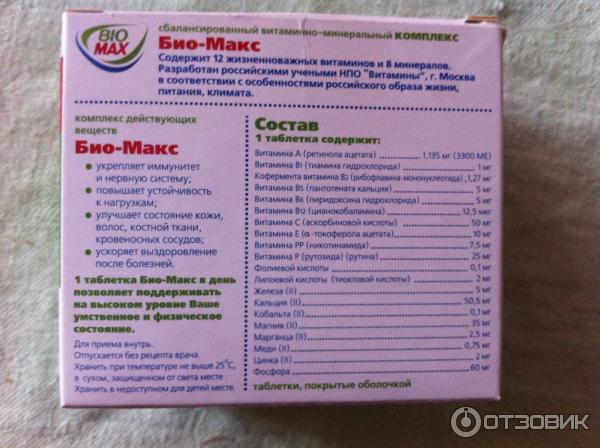 BIO
MAX
сбалансированный витаминно-минеральный КОМПЛЕКС
Био-Макс
Содержит 12 жизненноважных витаминов и 8 минералов.
Разработан российскими учеными НПО "Витамины", г. Москва
в соответствии с особенностями российского образа жизни,
питания, климата.
комплекс действующих
веществ
Био-Макс
укрепляет иммунитет
и нервную систему;
повышает устойчивость
к нагрузкам;
улучшает состояние кожи,
волос, костной ткани,
кровеносных сосудов;
ускоряет выздоровление
после болезней.
1 таблетка Био-Макс в день
позволяет поддерживать
на высоком уровне Ваше
умственное и физическое
состояние.
Для приема внутрь.
Отпускается без рецепта врача.
Хранить при температуре не выше 25°С,
в сухом, защищенном от света месте
Хранить в недоступном для детей месте.
Состав
1 таблетка содержит:
Витамина А (ретинола ацетата) 1,135 мг (3300 МЕ)
Витамина В1 (тиамина гидрохлорида) 1 мг
Кофермента витамина В2 (рибофлавина-мононуклеотида) 1,27 мг
Витамина В5 (пантотената кальция) 5 мг
Витамина В6 (пиридоксина гидрохлорида) 5 мг
Витамина В12 (цианокобаламина) 12,5 мкг
Витамина С (аскорбиновой кислоты) 50 мг
Витамина Е (α-токоферола ацетата) 10 мг
Витамина РР (никотинамида) 7,5 мг
Витамина Р (рутозида) (рутина) 25 мг
Фолиевой кислоты 0,1 мг
Липоевой кислоты (тиоктовой кислоты) 2 мг
Железа (II) 5 мг
Кальция (II) 50,5 мг
Кобальта (II) 0,1 мг
Магния (II) 35 мг
Марганца (II) 2,5 мг
Меди (II) 0,75 мг
Цинка (II) 2 мг
Фосфора 60 мг
таблетки, покрытые оболочкой
ОТЗОВИК